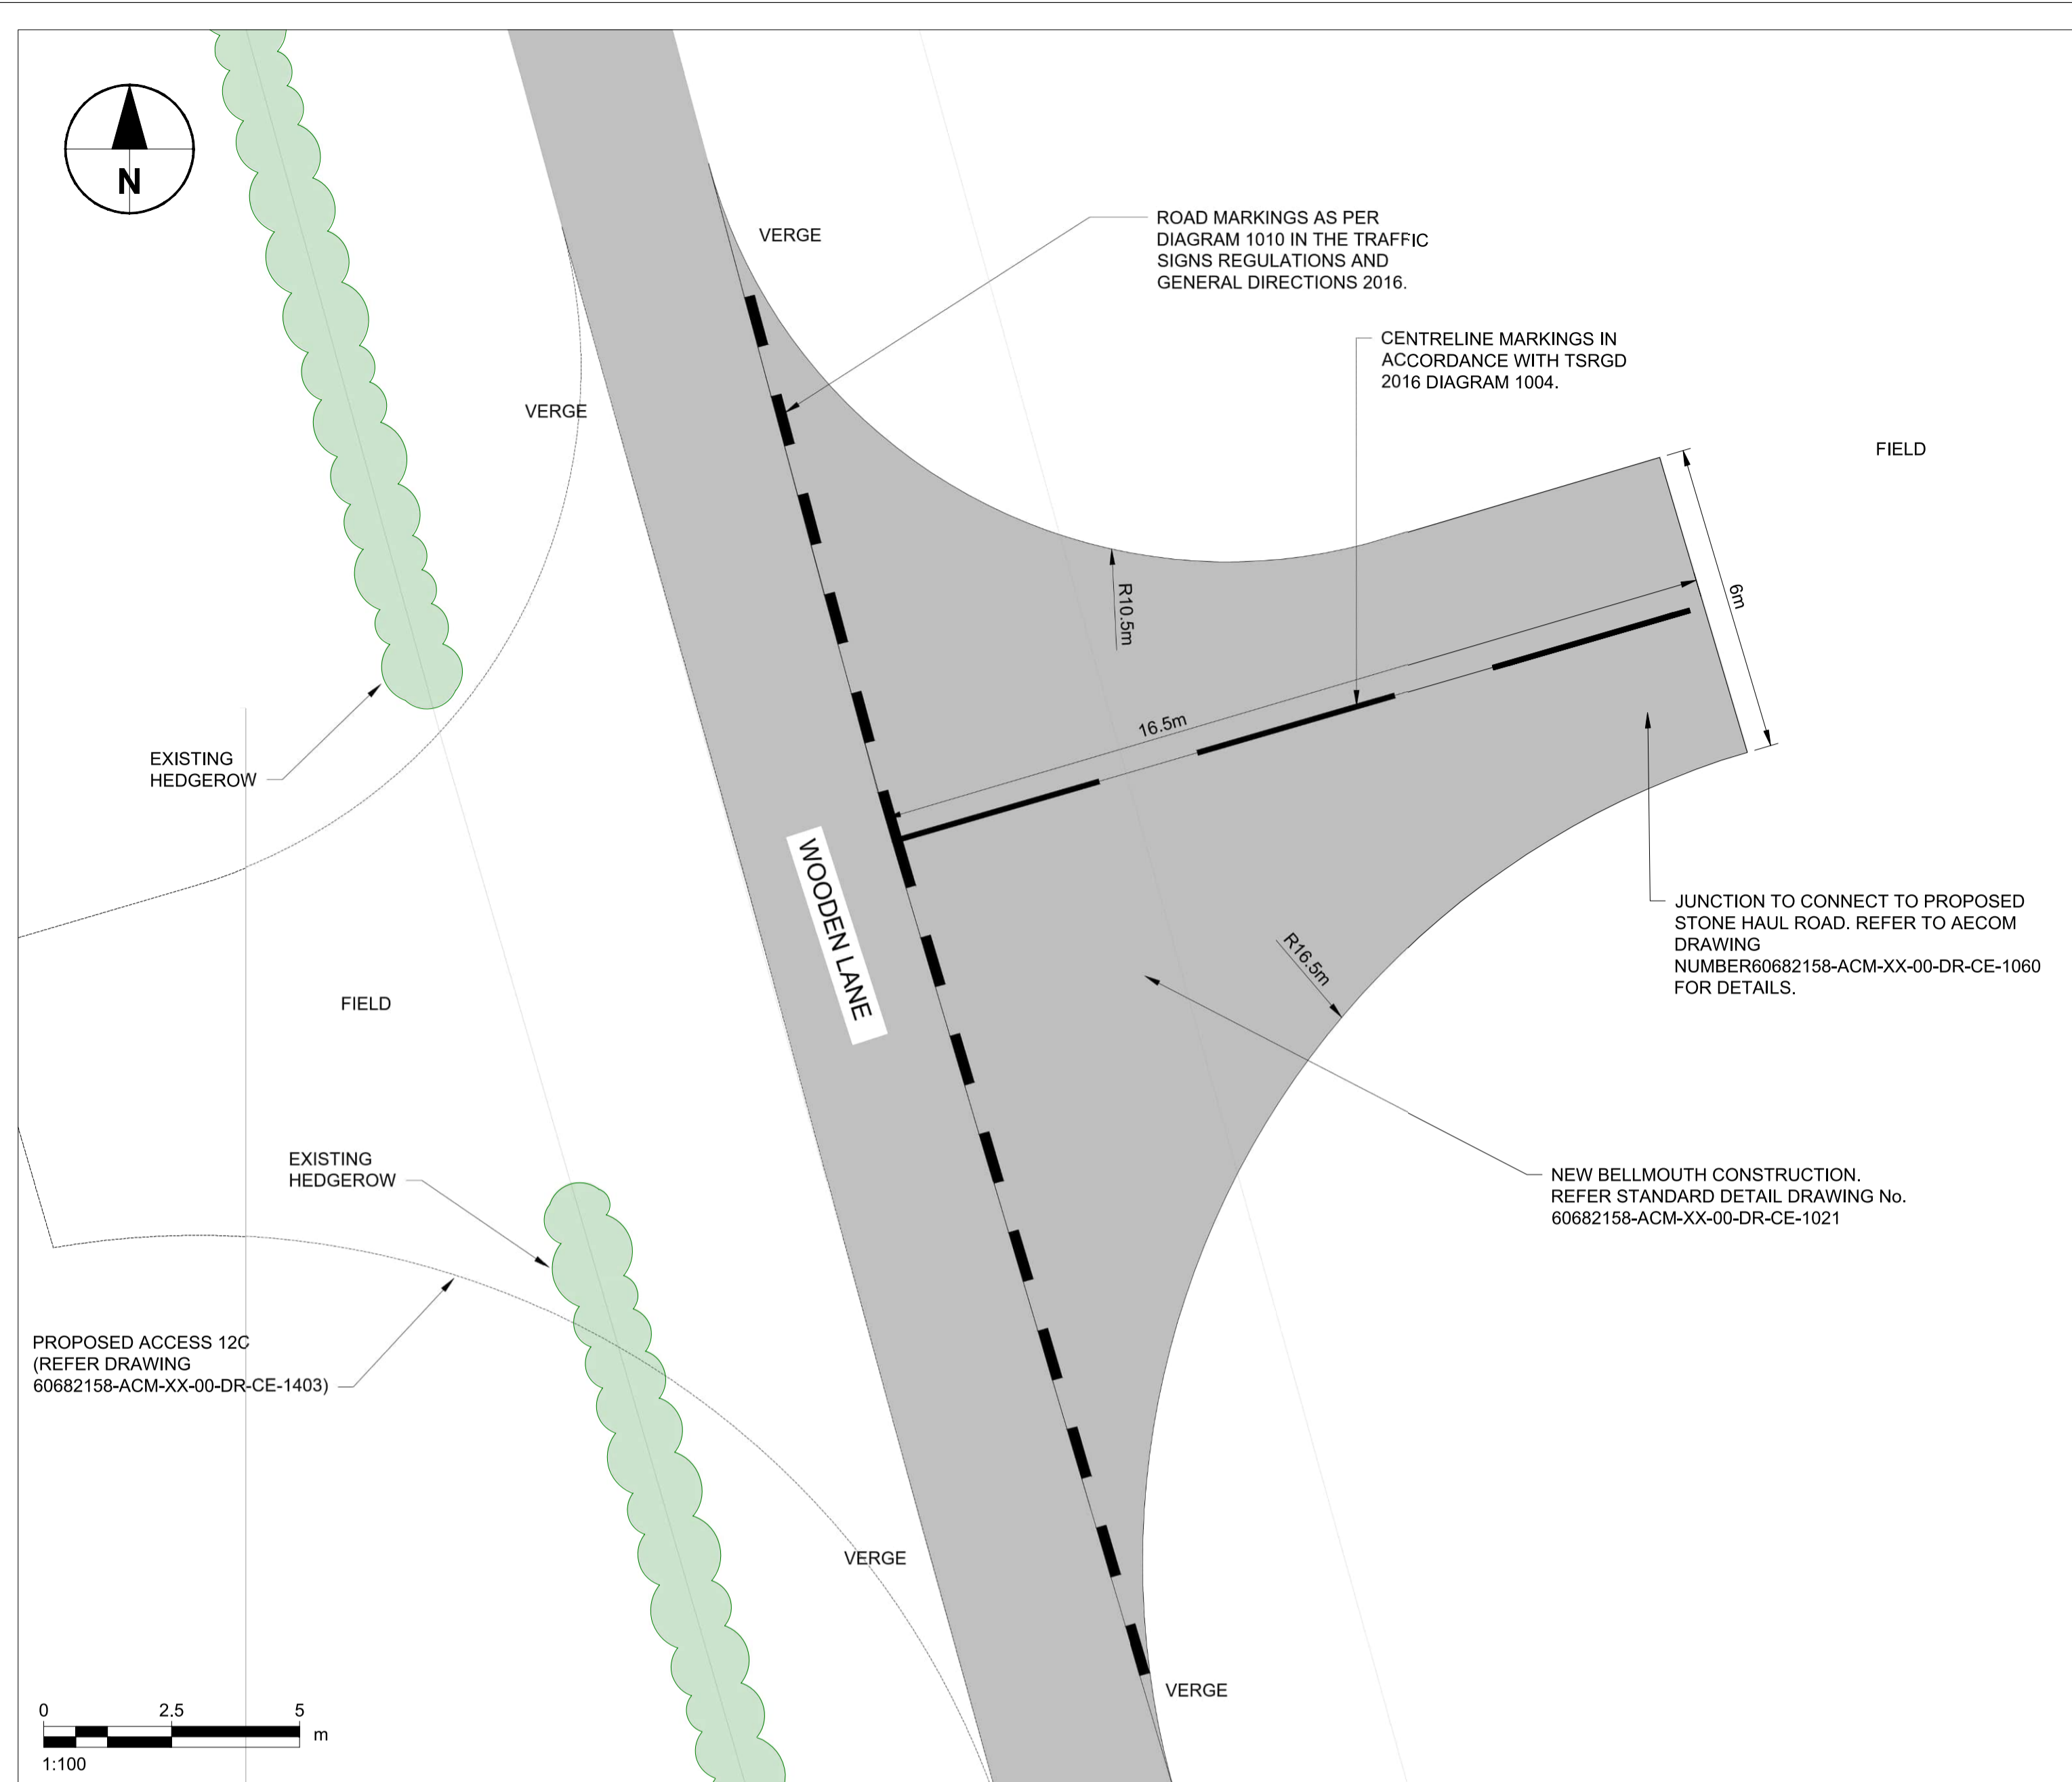 N
VERGE
ROAD MARKINGS AS PER
DIAGRAM 1010 IN THE TRAFFIC
SIGNS REGULATIONS AND
GENERAL DIRECTIONS 2016.
CENTRELINE MARKINGS IN
ACCORDANCE WITH TSRGD
2016 DIAGRAM 1004.
VERGE
FIELD
6m
R10.5m
16.5m
EXISTING
HEDGEROW
WOODEN LANE
R16.5m
JUNCTION TO CONNECT TO PROPOSED
STONE HAUL ROAD. REFER TO AECOM
DRAWING
NUMBER60682158-ACM-XX-00-DR-CE-1060
FOR DETAILS.
FIELD
EXISTING
HEDGEROW
NEW BELLMOUTH CONSTRUCTION.
REFER STANDARD DETAIL DRAWING No.
60682158-ACM-XX-00-DR-CE-1021
PROPOSED ACCESS 12C
(REFER DRAWING
60682158-ACM-XX-00-DR-CE-1403)
VERGE
VERGE
0 2.5 5
m
1:100